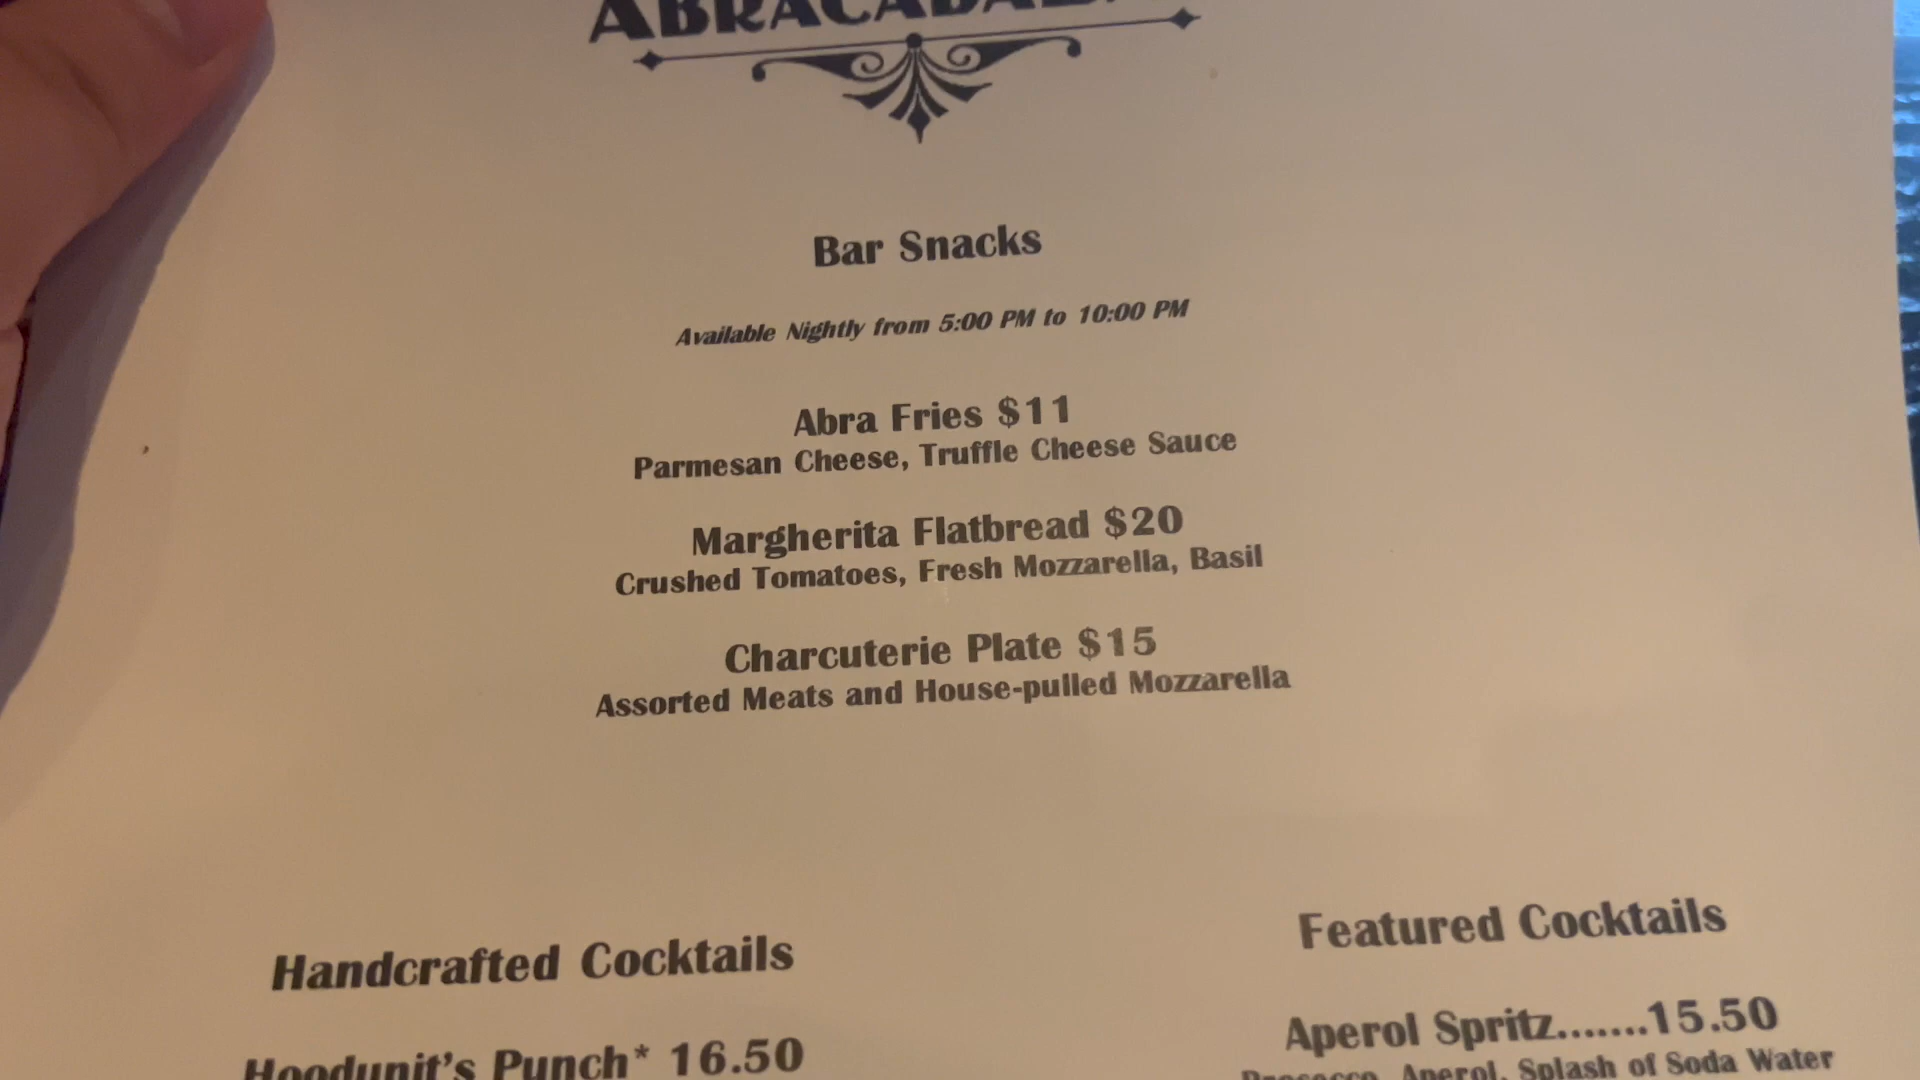 Bar Snacks
Available Nightly from 5:00 PM to 10:00 PM
Abra Fries $11
Parmesan Cheese, Truffle Cheese Sauce
Margherita Flatbread $20
Crushed Tomatoes, Fresh Mozzarella, Basil
Charcuterie Plate $15
Assorted Meats and House-pulled Mozzarella
Handcrafted Cocktails
Hoodunit's Punch* 16.50
Featured Cocktails
Aperol Spritz.......15.50
Prosecco, Aperol, Splash of Soda Water